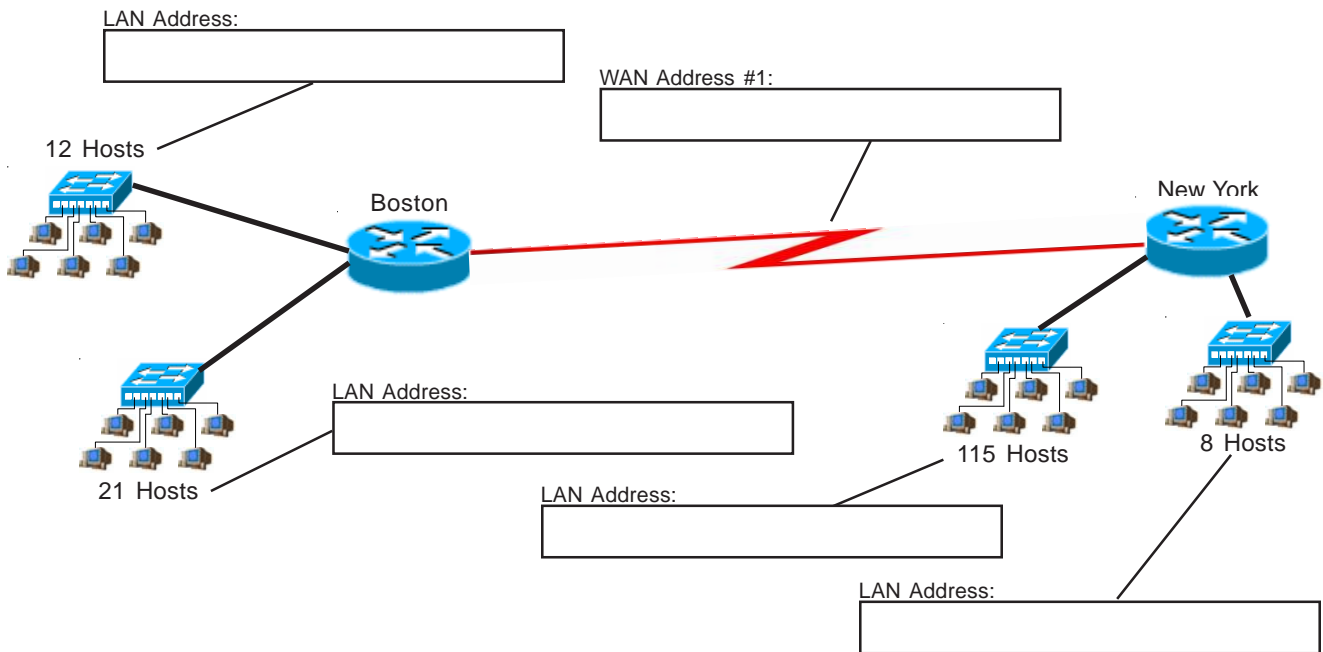 LAN Address:
WAN Address #1:
12 Hosts
Boston
New York
LAN Address:
115 Hosts
8 Hosts
21 Hosts
LAN Address:
LAN Address: